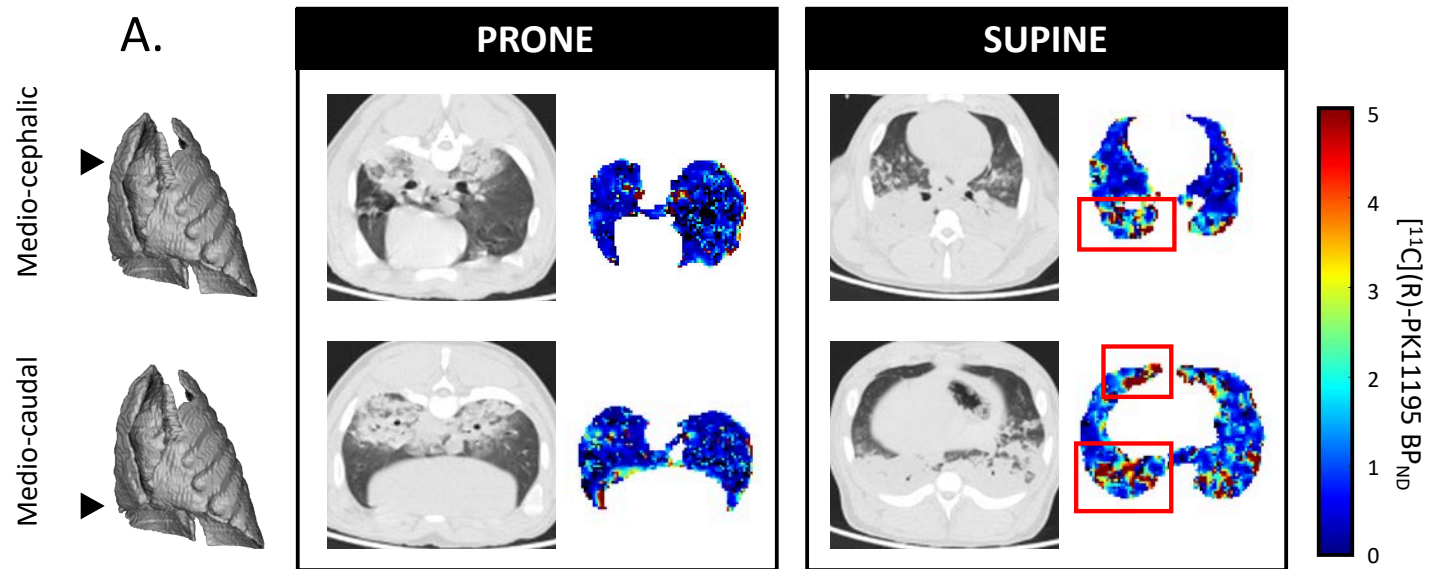 A.
PRONE
SUPINE
Medio-cephalic
Medio-caudal
5
4
3
2
1
0
[¹¹C](R)-PK11195 BP_ND